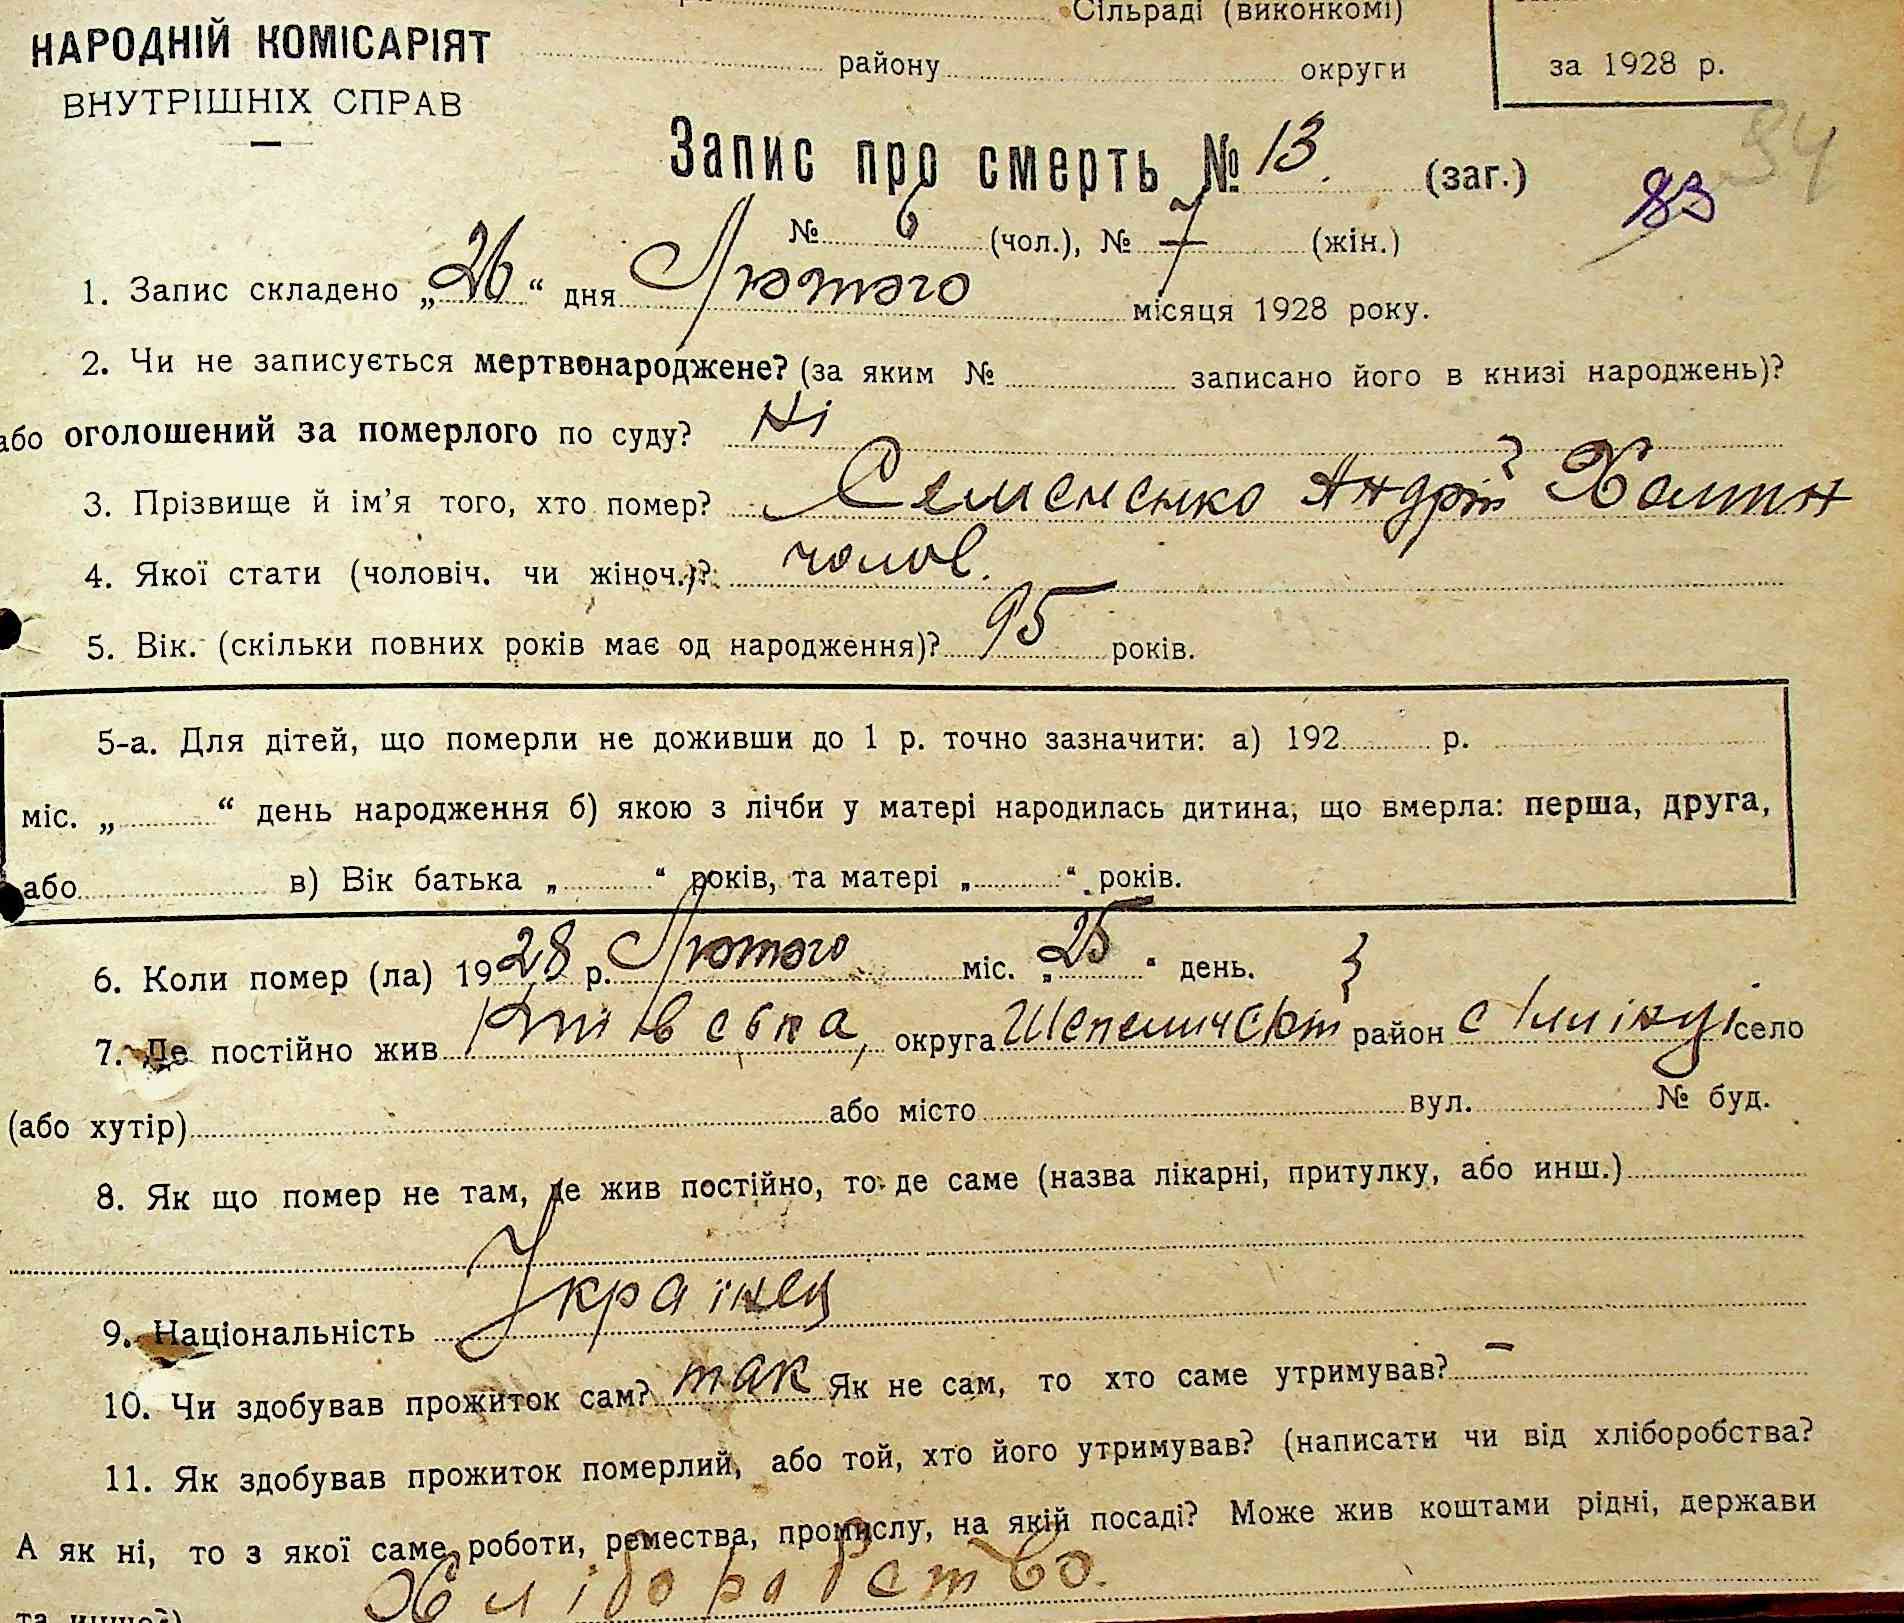 Сільраді (виконкомі)
НАРОДНІЙ КОМІСАРІЯТ
ВНУТРІШНІХ СПРАВ
району округи
за 1928 р.
Запис про смерть № 13. (заг.)
94
83
№ 6 (чол.), № 7 (жін.)
1. Запис складено „26“ дня Лютого місяця 1928 року.
2. Чи не записується мертвонароджене? (за яким № записано його в книзі народжень)?
або оголошений за померлого по суду? Ні
3. Прізвище й ім’я того, хто помер? Семененко Андрій
4. Якої стати (чоловіч. чи жіноч.)? чолов.
5. Вік. (скільки повних років має од народження)? 95 років.
5-а. Для дітей, що померли не доживши до 1 р. точно зазначити: а) 192 р.
міс. „ “ день народження б) якою з лічби у матері народилась дитина, що вмерла: перша, друга,
або в) Вік батька „ “ років, та матері „ “ років.
6. Коли помер (ла) 1928 р. Лютого міс. „25“ день.
7. Де постійно жив Київська, округа район село
(або хутір) або місто вул. № буд.
8. Як що помер не там, де жив постійно, то де саме (назва лікарні, притулку, або инш.)
9. Національність Українец
10. Чи здобував прожиток сам? так Як не сам, то хто саме утримував? –
11. Як здобував прожиток померлий, або той, хто його утримував? (написати чи від хліборобства?
А як ні, то з якої саме роботи, ремества, промислу, на якій посаді? Може жив коштами рідні, держави
та инше?) Хліборобство.